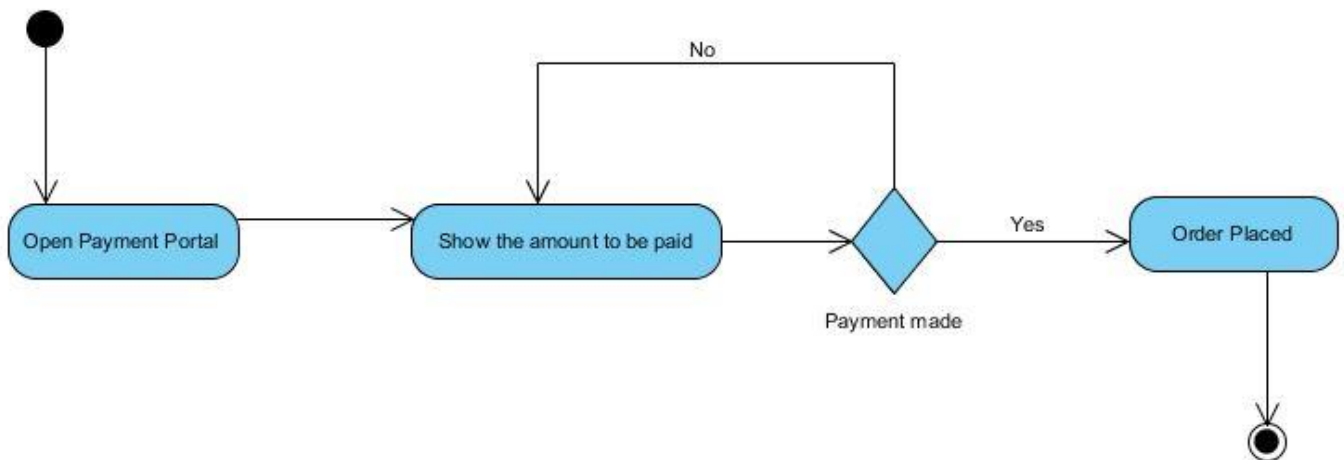 No
Open Payment Portal
Show the amount to be paid
Yes
Order Placed
Payment made